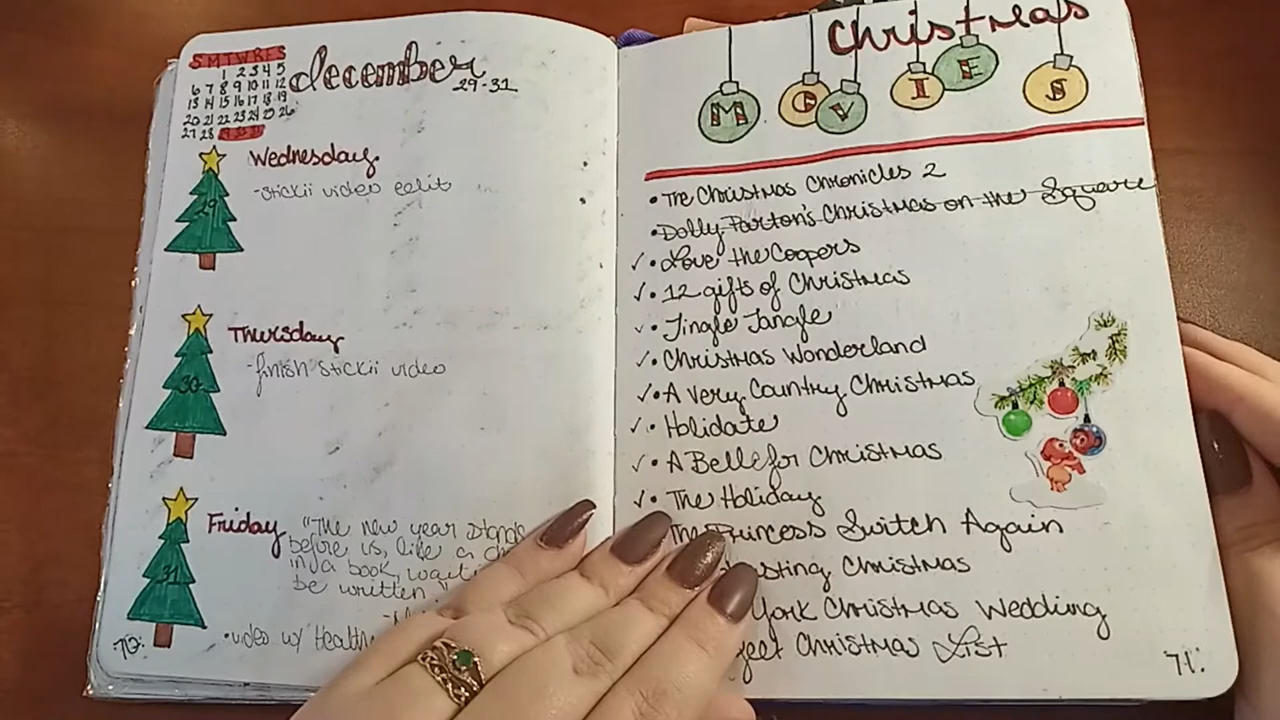 S M T W R F S
1 2 3 4 5
6 7 8 9 10 11 12
13 14 15 16 17 18 19
20 21 22 23 24 25 26
27 28
december
29-31
Wednesday
29
-stickii video edit
Thursday
30
-finish stickii video
Friday
31
"The new year stands
before us, like a
in a book,
be written"
•video w/ Health
70.
Christmas
MOVIES
•The Christmas Chronicles 2
•Dolly Parton's Christmas on the Square
✓•Love the Coopers
✓•12 gifts of Christmas
✓•Jingle Jangle
✓•Christmas Wonderland
✓•A Very Country Christmas
✓•Holidate
✓•A Belle for Christmas
✓•The Holiday
The Princess Switch Again
Christmas
York Christmas Wedding
Christmas List
71.